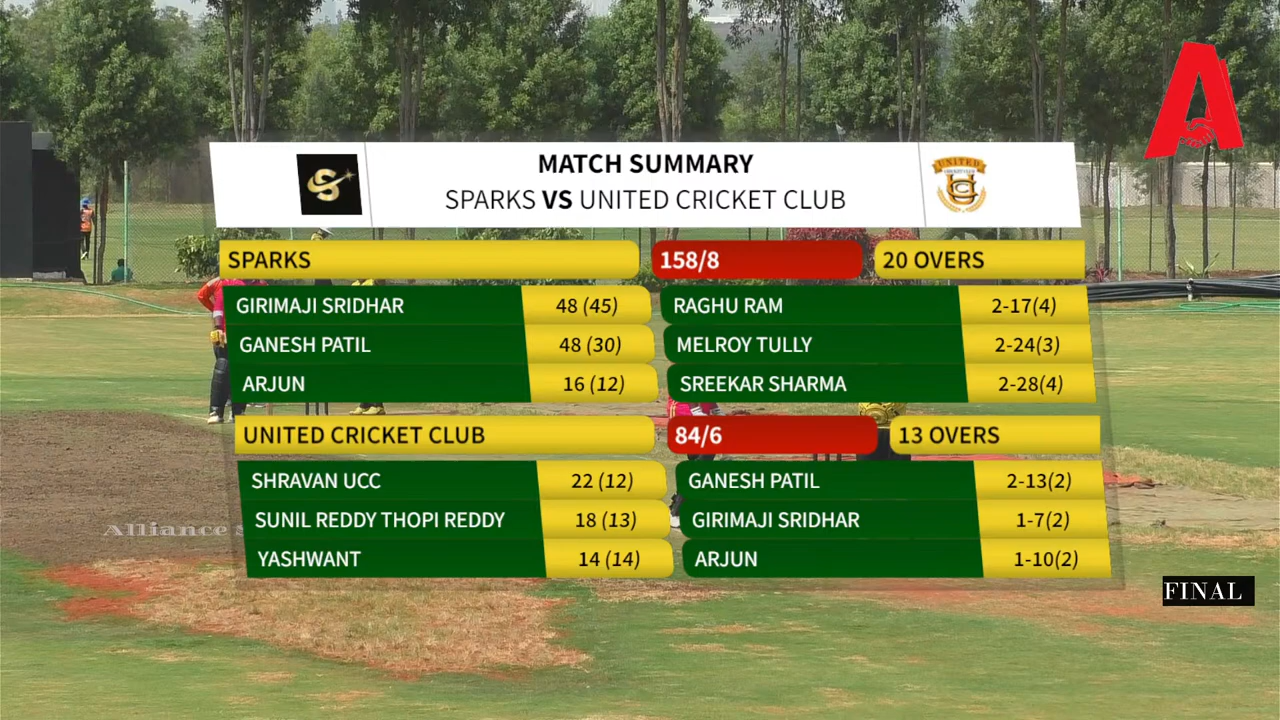 A
MATCH SUMMARY
SPARKS VS UNITED CRICKET CLUB
UNITED
SPARKS 158/8 20 OVERS
GIRIMAJI SRIDHAR 48 (45) RAGHU RAM 2-17(4)
GANESH PATIL 48 (30) MELROY TULLY 2-24(3)
ARJUN 16 (12) SREEKAR SHARMA 2-28(4)
UNITED CRICKET CLUB 84/6 13 OVERS
SHRAVAN UCC 22 (12) GANESH PATIL 2-13(2)
SUNIL REDDY THOPI REDDY 18 (13) GIRIMAJI SRIDHAR 1-7(2)
YASHWANT 14 (14) ARJUN 1-10(2)
Alliance S
FINAL